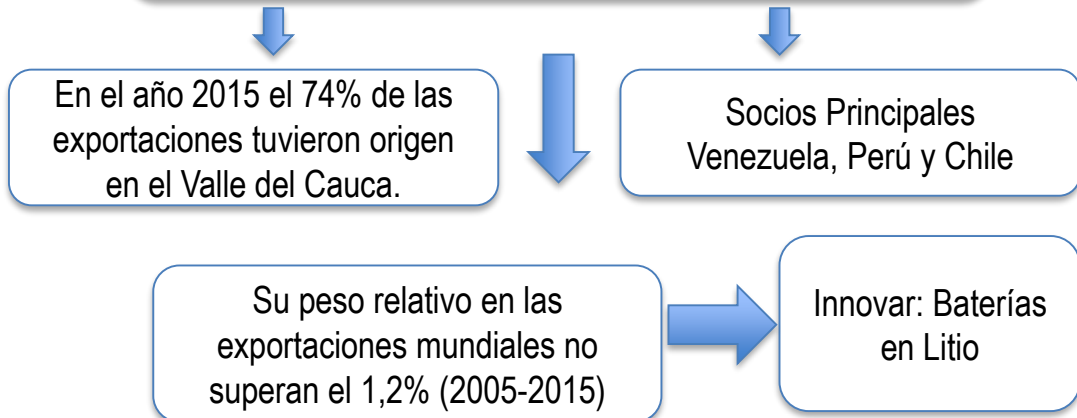 En el año 2015 el 74% de las
exportaciones tuvieron origen
en el Valle del Cauca.
Socios Principales
Venezuela, Perú y Chile
Su peso relativo en las
exportaciones mundiales no
superan el 1,2% (2005-2015)
Innovar: Baterías
en Litio